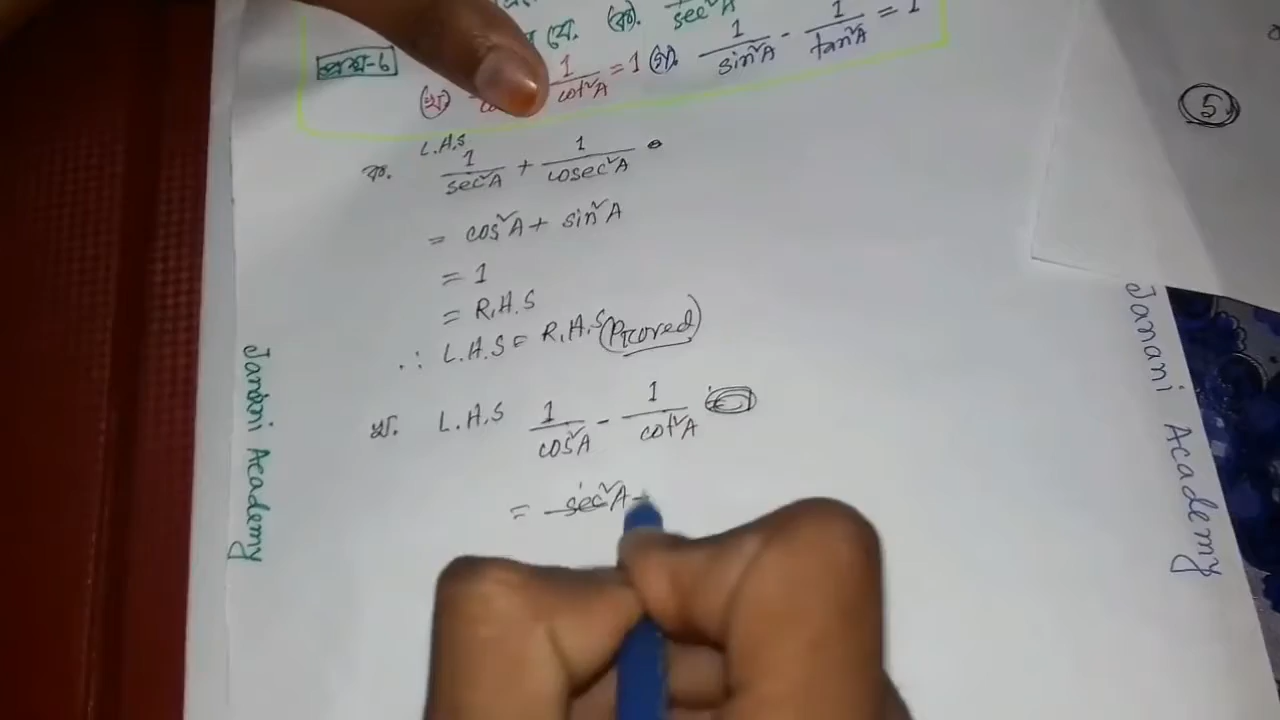 যে. (ক). sec²A
প্রশ্ন-6
(খ) 1/cot²A = 1 (গ). 1/sin²A - 1/tan²A = 1
5
L.H.S
ক. 1/sec²A + 1/cosec²A
= cos²A + sin²A
= 1
= R.H.S
∴ L.H.S = R.H.S (Proved)
খ. L.H.S 1/cos²A - 1/cot²A
= sec²A -
Janani Academy
Janani Academy